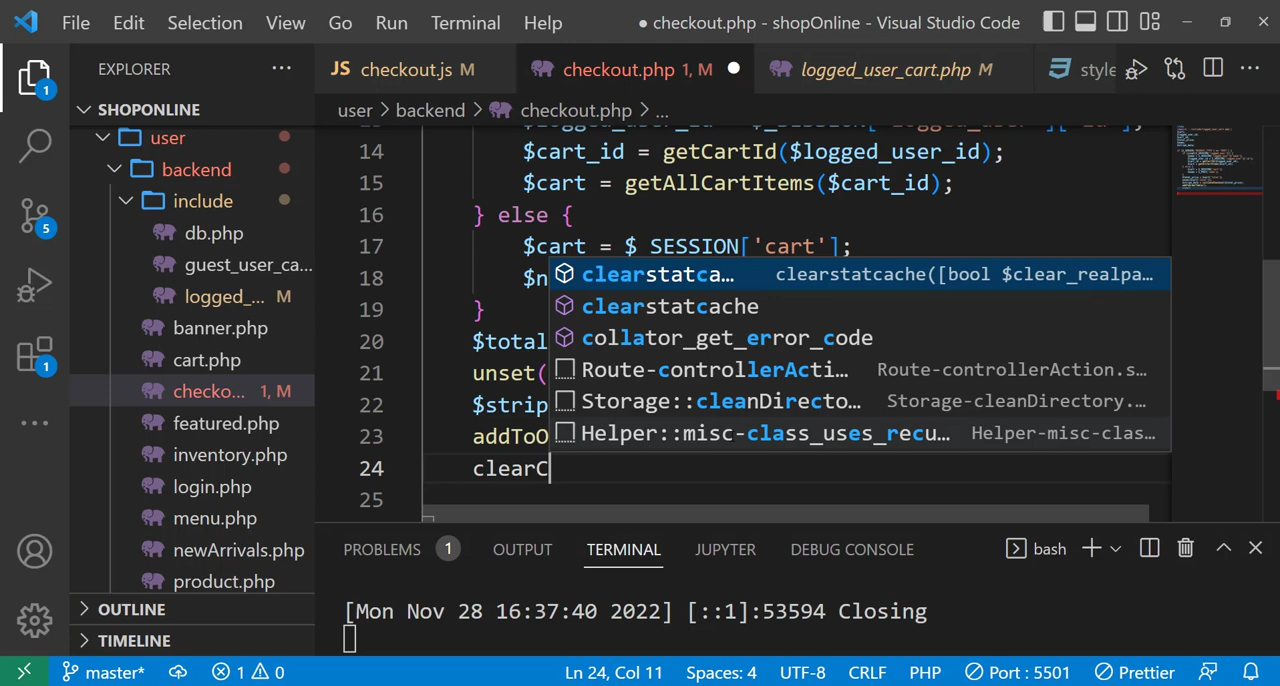 File Edit Selection View Go Run Terminal Help ● checkout.php - shopOnline - Visual Studio Code
EXPLORER ··· JS checkout.js M checkout.php 1, M logged_user_cart.php M style ···
SHOPONLINE user > backend > checkout.php > ...
user
backend
include
db.php
guest_user_ca...
logged_... M
banner.php
cart.php
checko... 1, M
featured.php
inventory.php
login.php
menu.php
newArrivals.php
product.php
OUTLINE
TIMELINE
14 $cart_id = getCartId($logged_user_id);
15 $cart = getAllCartItems($cart_id);
16 } else {
17 $cart = $_SESSION['cart'];
18 $n
19 }
20 $total
21 unset(
22 $strip
23 addToO
24 clearC
25
clearstatca... clearstatcache([bool $clear_realpa...
clearstatcache
collator_get_error_code
Route-controllerActi... Route-controllerAction.s...
Storage::cleanDirecto... Storage-cleanDirectory....
Helper::misc-class_uses_recu... Helper-misc-clas...
PROBLEMS 1 OUTPUT TERMINAL JUPYTER DEBUG CONSOLE bash
[Mon Nov 28 16:37:40 2022] [::1]:53594 Closing
1
5
1
master* 1 0 Ln 24, Col 11 Spaces: 4 UTF-8 CRLF PHP Port : 5501 Prettier